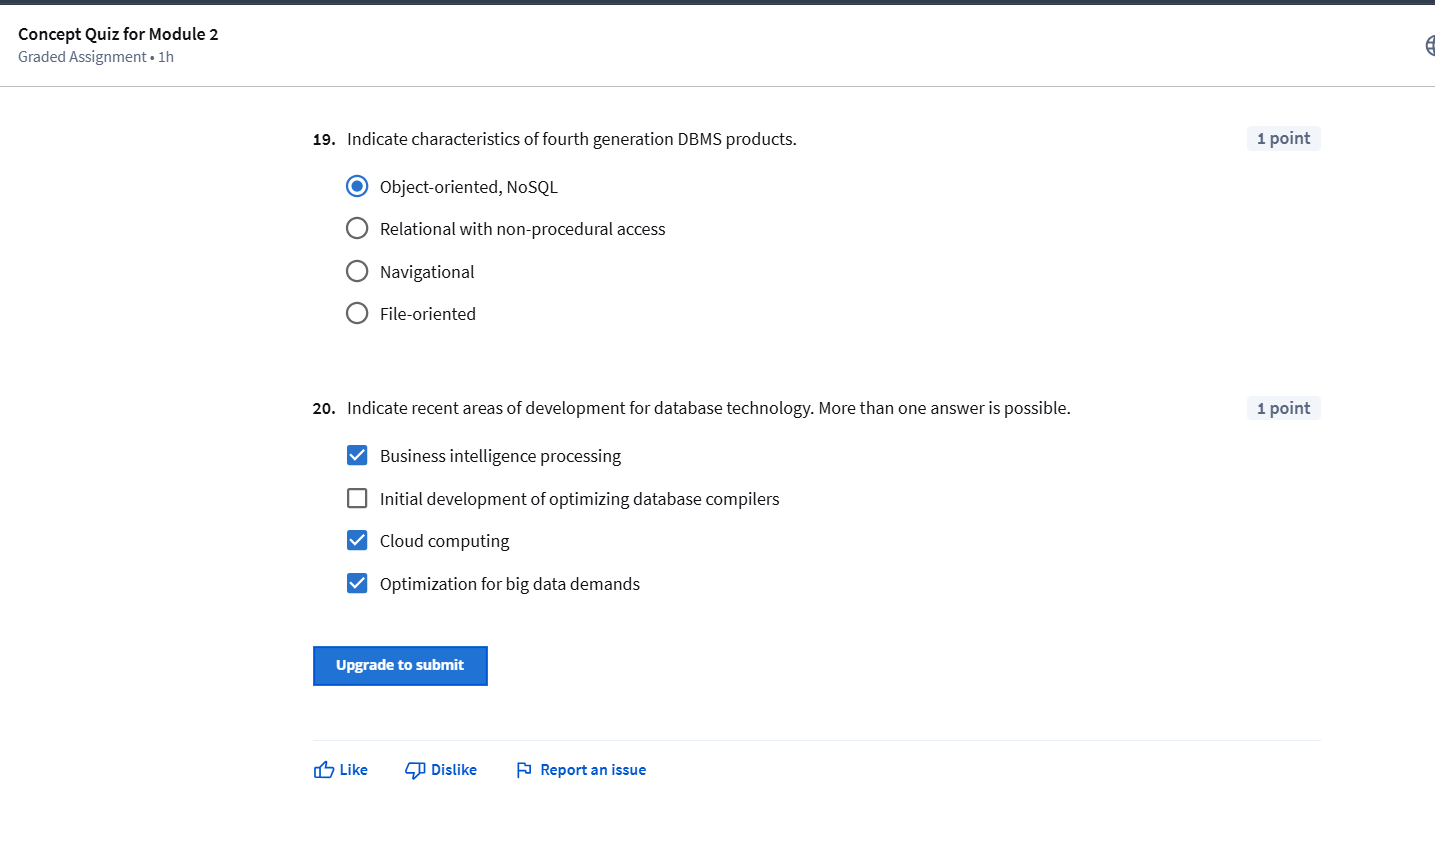 Concept Quiz for Module 2
Graded Assignment • 1h
19. Indicate characteristics of fourth generation DBMS products. 1 point
Object-oriented, NoSQL
Relational with non-procedural access
Navigational
File-oriented
20. Indicate recent areas of development for database technology. More than one answer is possible. 1 point
Business intelligence processing
Initial development of optimizing database compilers
Cloud computing
Optimization for big data demands
Upgrade to submit
Like Dislike Report an issue